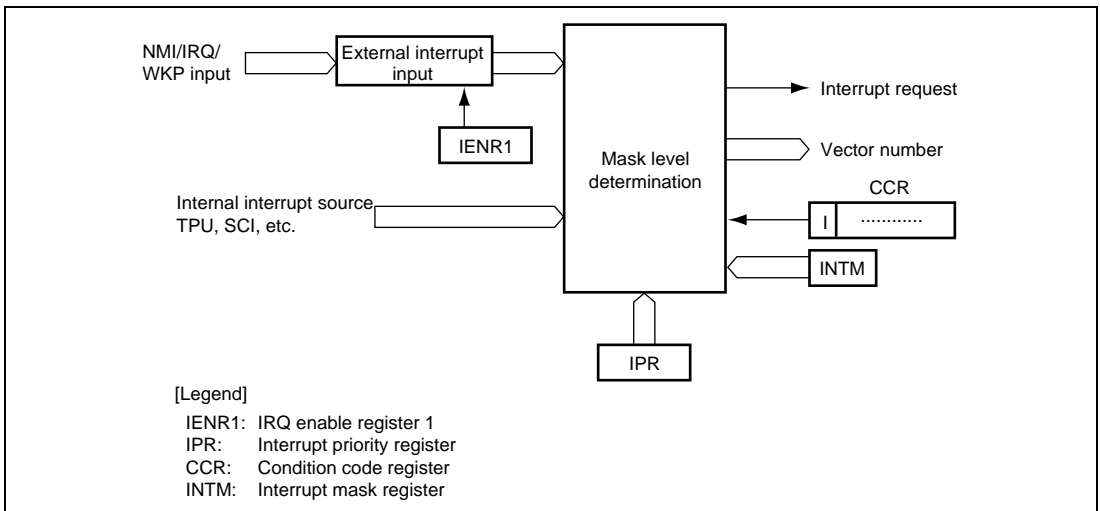 NMI/IRQ/
WKP input
External interrupt
input
IENR1
Internal interrupt source
TPU, SCI, etc.
Mask level
determination
Interrupt request
Vector number
CCR
I ............
INTM
IPR
[Legend]
IENR1: IRQ enable register 1
IPR: Interrupt priority register
CCR: Condition code register
INTM: Interrupt mask register